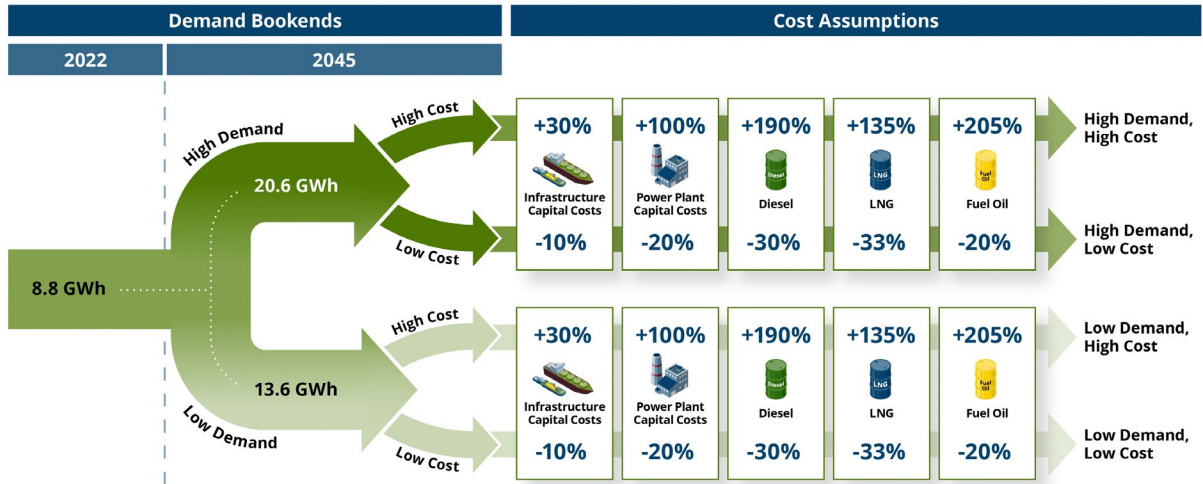 Demand Bookends
Cost Assumptions
2022
2045
High Demand
High Cost
20.6 GWh
Low Cost
8.8 GWh
High Cost
13.6 GWh
Low Demand
Low Cost
+30%
+100%
+190%
+135%
+205%
Diesel
LNG
Fuel
Oil
Infrastructure
Capital Costs
Power Plant
Capital Costs
Diesel
LNG
Fuel Oil
-10%
-20%
-30%
-33%
-20%
High Demand,
High Cost
High Demand,
Low Cost
+30%
+100%
+190%
+135%
+205%
Diesel
LNG
Fuel
Oil
Infrastructure
Capital Costs
Power Plant
Capital Costs
Diesel
LNG
Fuel Oil
-10%
-20%
-30%
-33%
-20%
Low Demand,
High Cost
Low Demand,
Low Cost